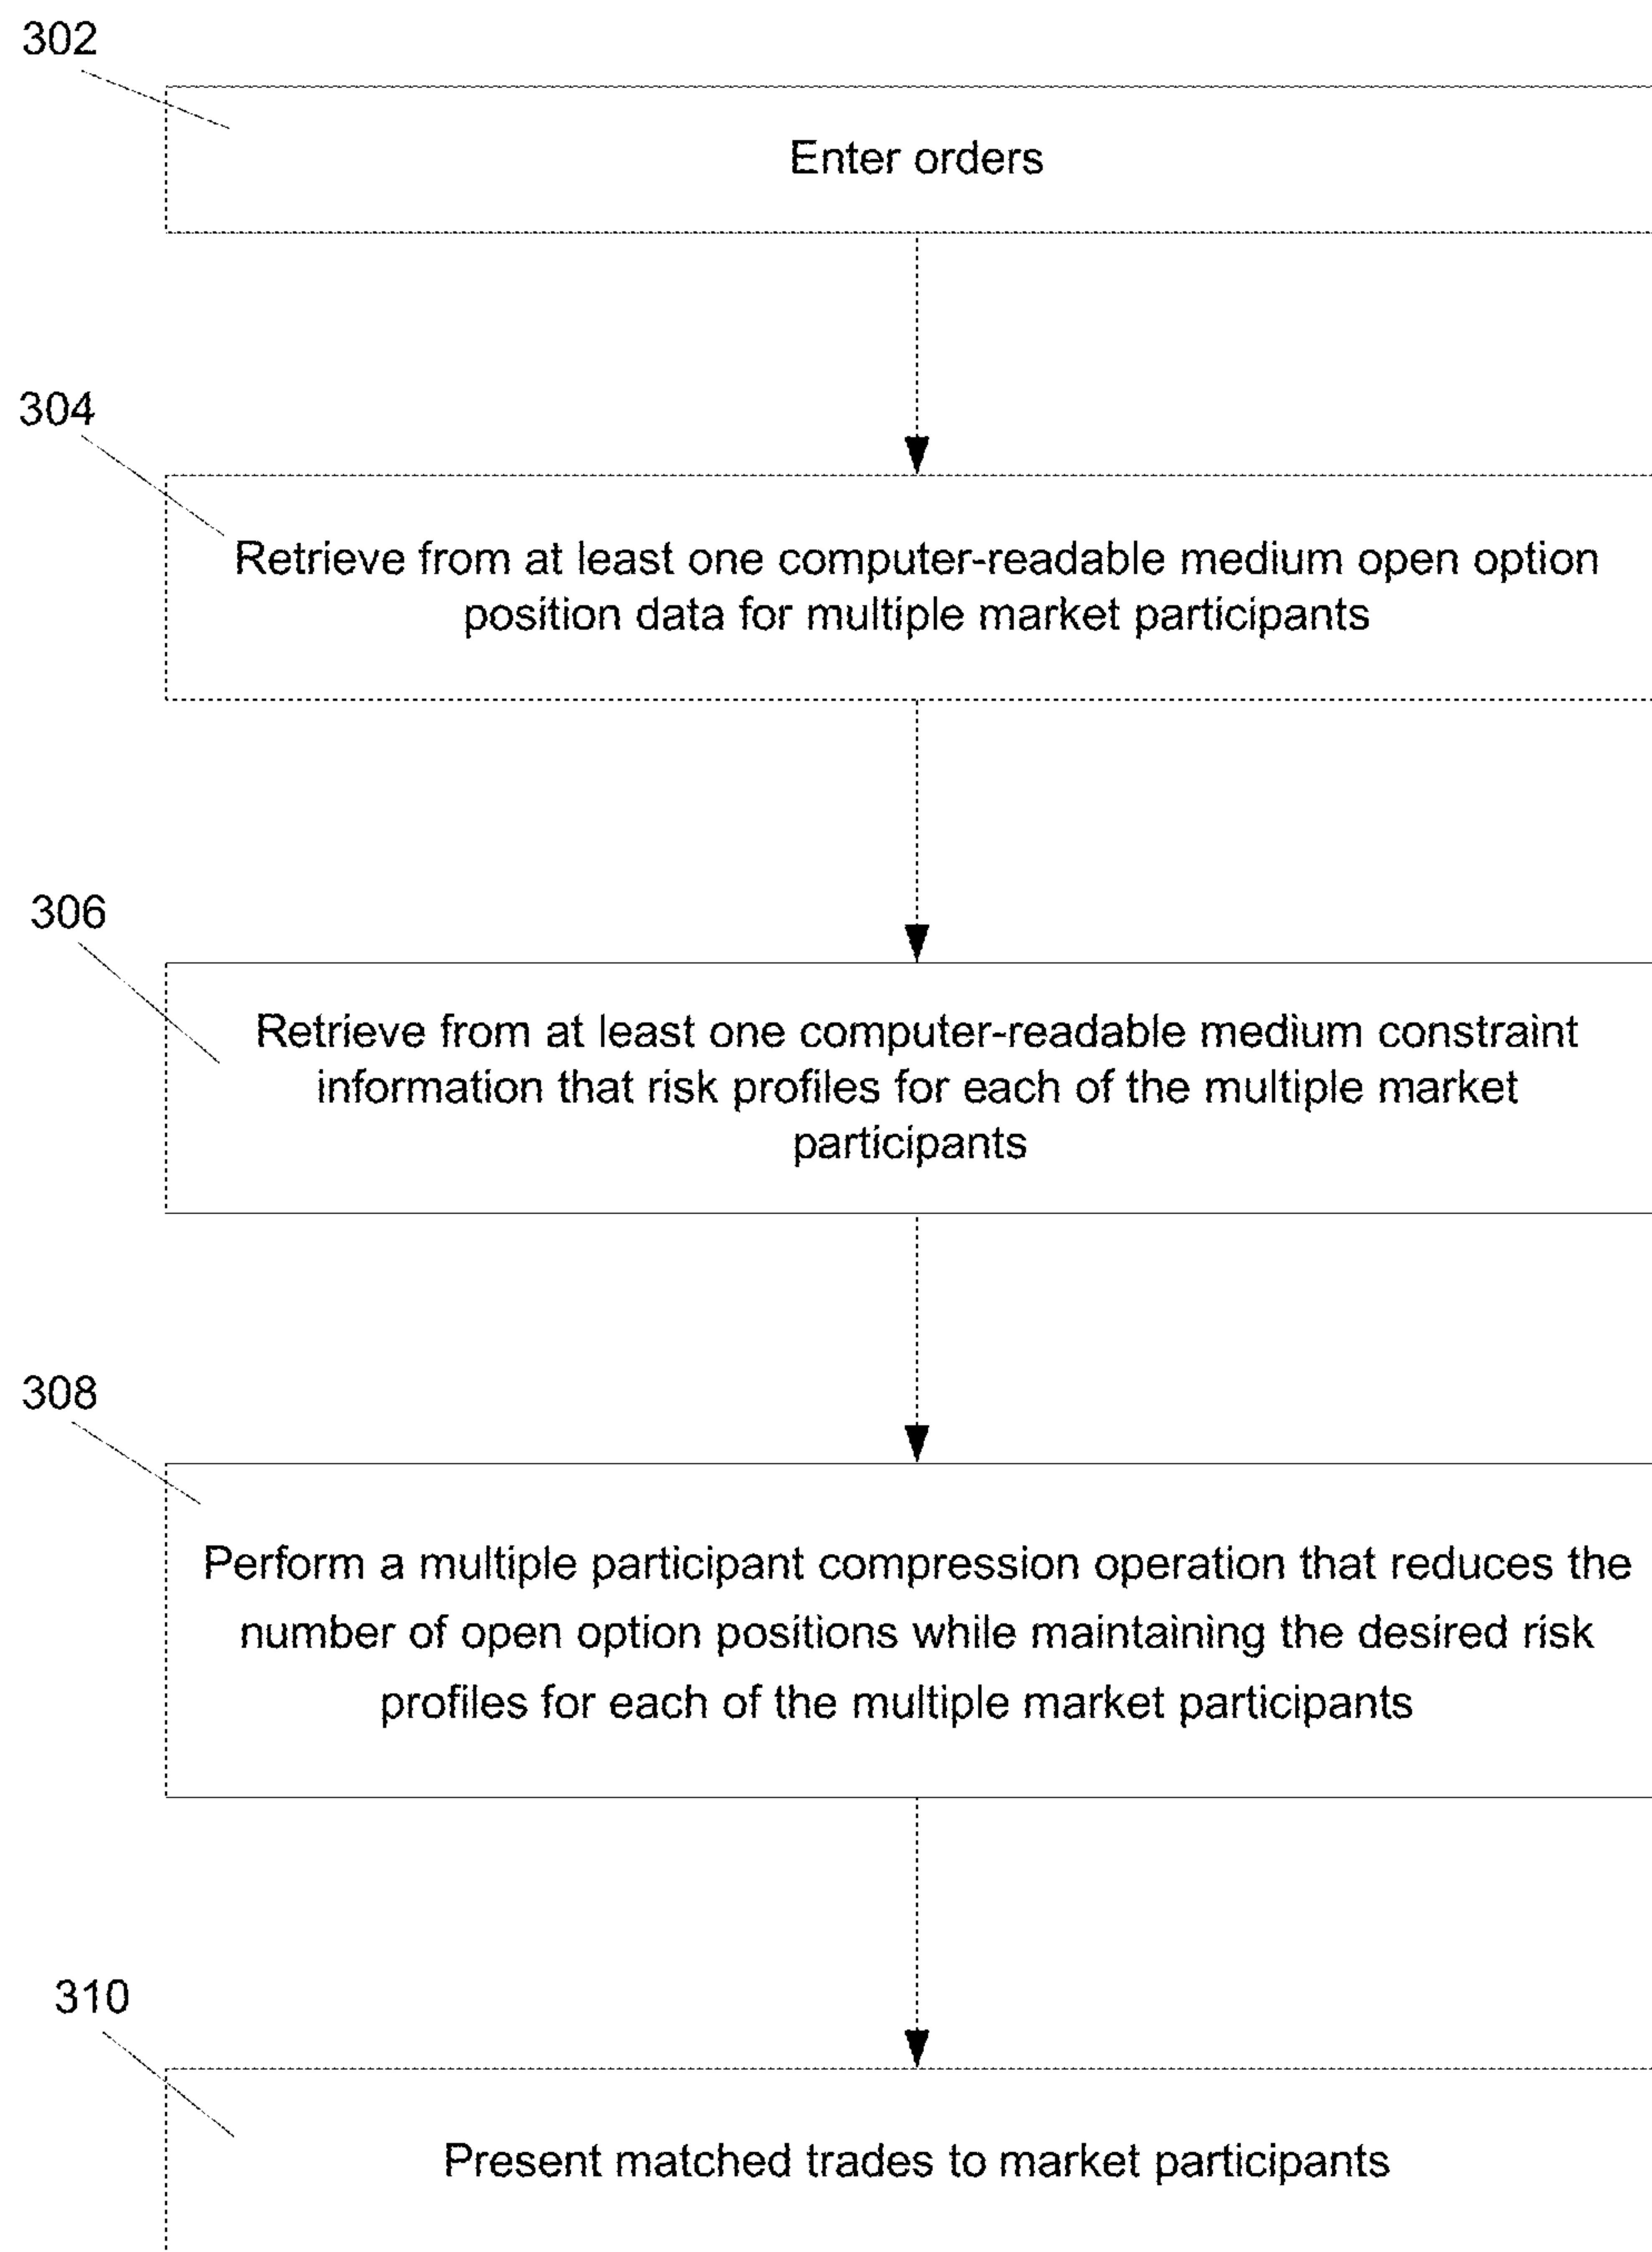 302
Enter orders
304
Retrieve from at least one computer-readable medium open option
position data for multiple market participants
306
Retrieve from at least one computer-readable medium constraint
information that risk profiles for each of the multiple market
participants
308
Perform a multiple participant compression operation that reduces the
number of open option positions while maintaining the desired risk
profiles for each of the multiple market participants
310
Present matched trades to market participants